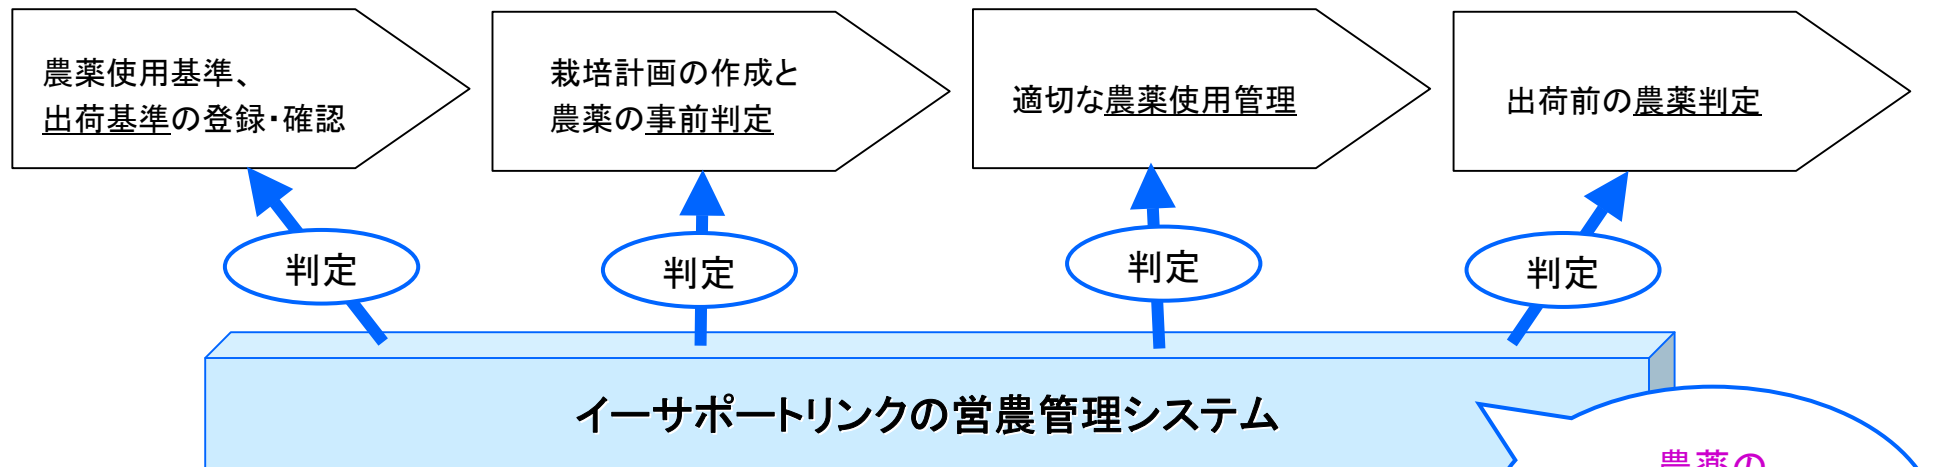 農薬使用基準、
出荷基準の登録・確認
栽培計画の作成と
農薬の事前判定
適切な農薬使用管理
出荷前の農薬判定
判定
判定
判定
判定
イーサポートリンクの営農管理システム
農薬の